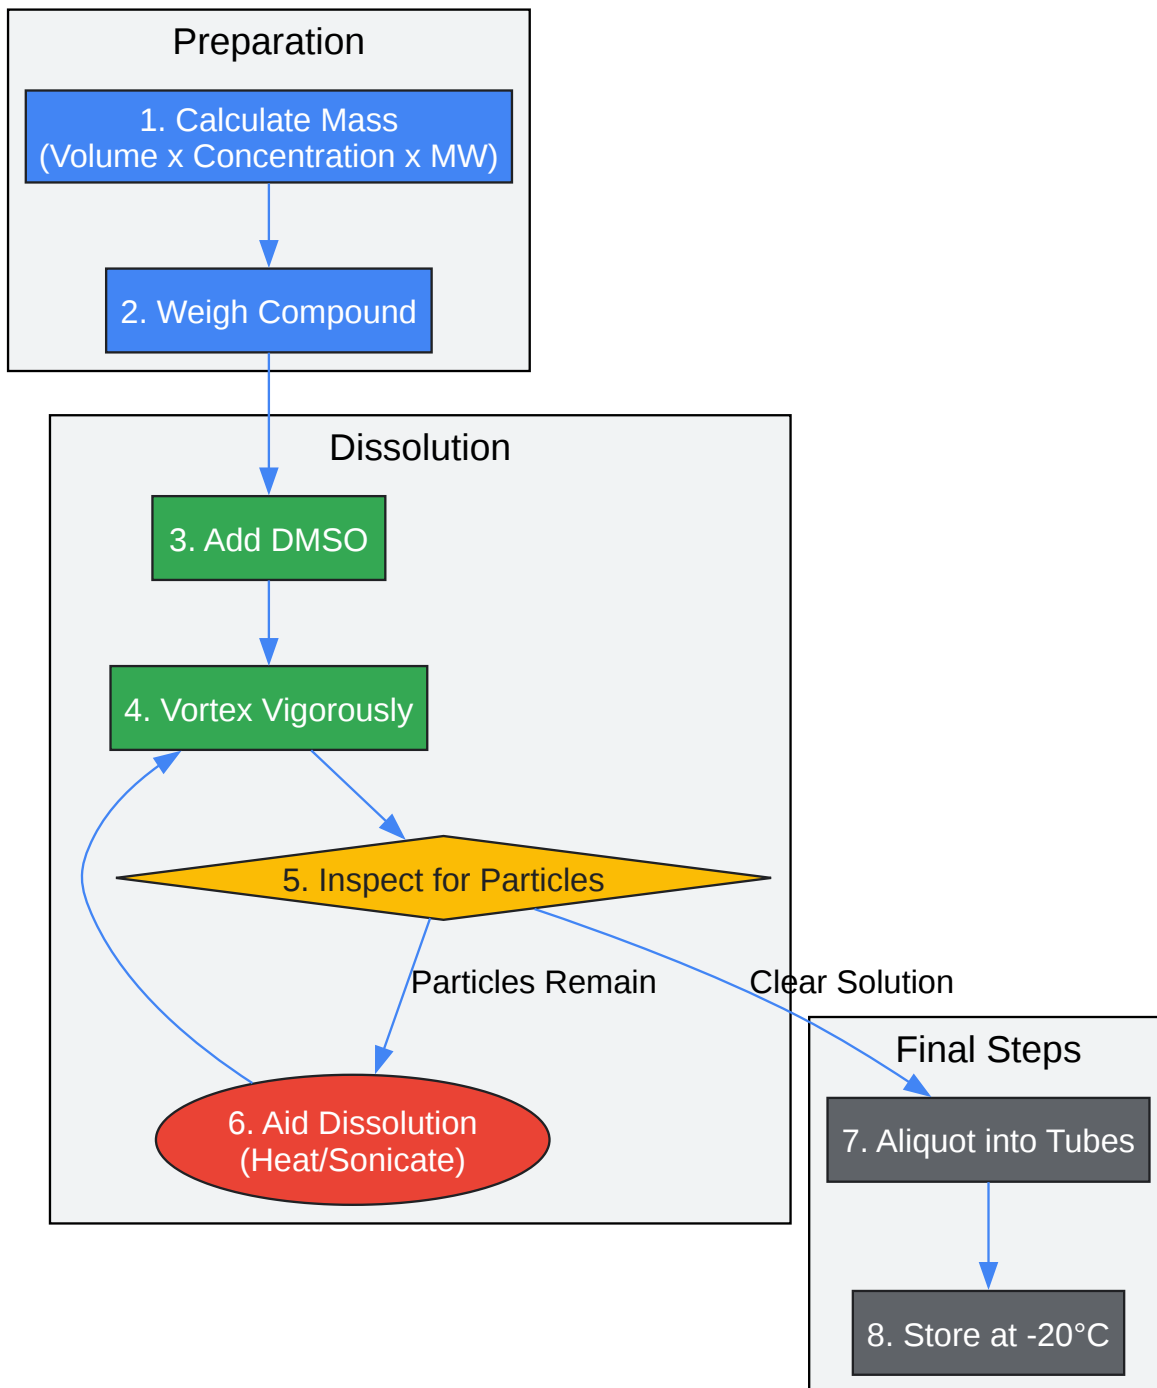 Preparation
1. Calculate Mass
(Volume x Concentration x MW)
2. Weigh Compound
Dissolution
3. Add DMSO
4. Vortex Vigorously
5. Inspect for Particles
Particles Remain
Clear Solution
6. Aid Dissolution
(Heat/Sonicate)
Final Steps
7. Aliquot into Tubes
8. Store at -20°C